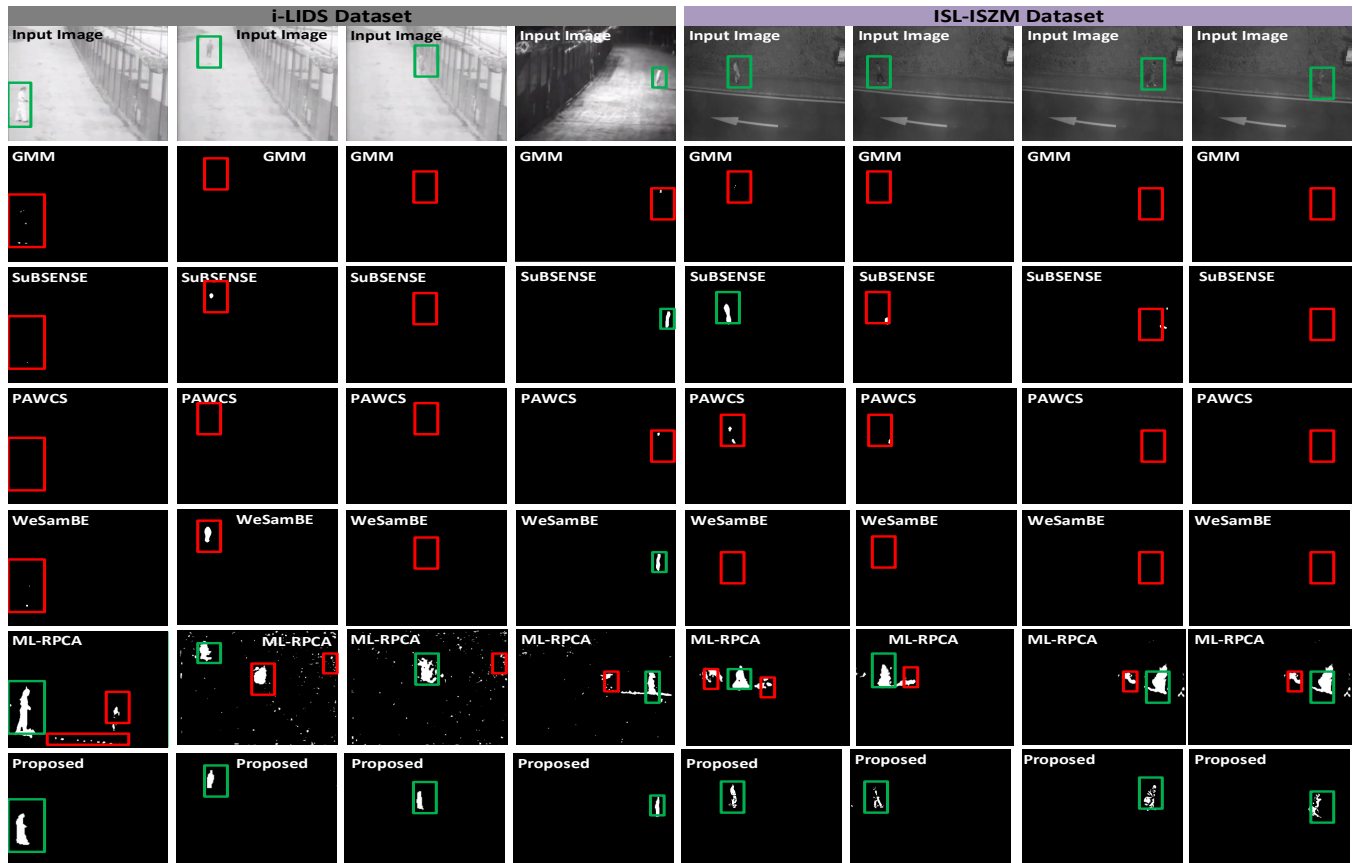 i-LIDS Dataset ISL-ISZM Dataset
Input Image Input Image Input Image Input Image Input Image Input Image Input Image Input Image
GMM GMM GMM GMM GMM GMM GMM GMM
SuBSENSE SuBSENSE SuBSENSE SuBSENSE SuBSENSE SuBSENSE SuBSENSE SuBSENSE
PAWCS PAWCS PAWCS PAWCS PAWCS PAWCS PAWCS PAWCS
WeSamBE WeSamBE WeSamBE WeSamBE WeSamBE WeSamBE WeSamBE WeSamBE
ML-RPCA ML-RPCA ML-RPCA ML-RPCA ML-RPCA ML-RPCA ML-RPCA ML-RPCA
Proposed Proposed Proposed Proposed Proposed Proposed Proposed Proposed